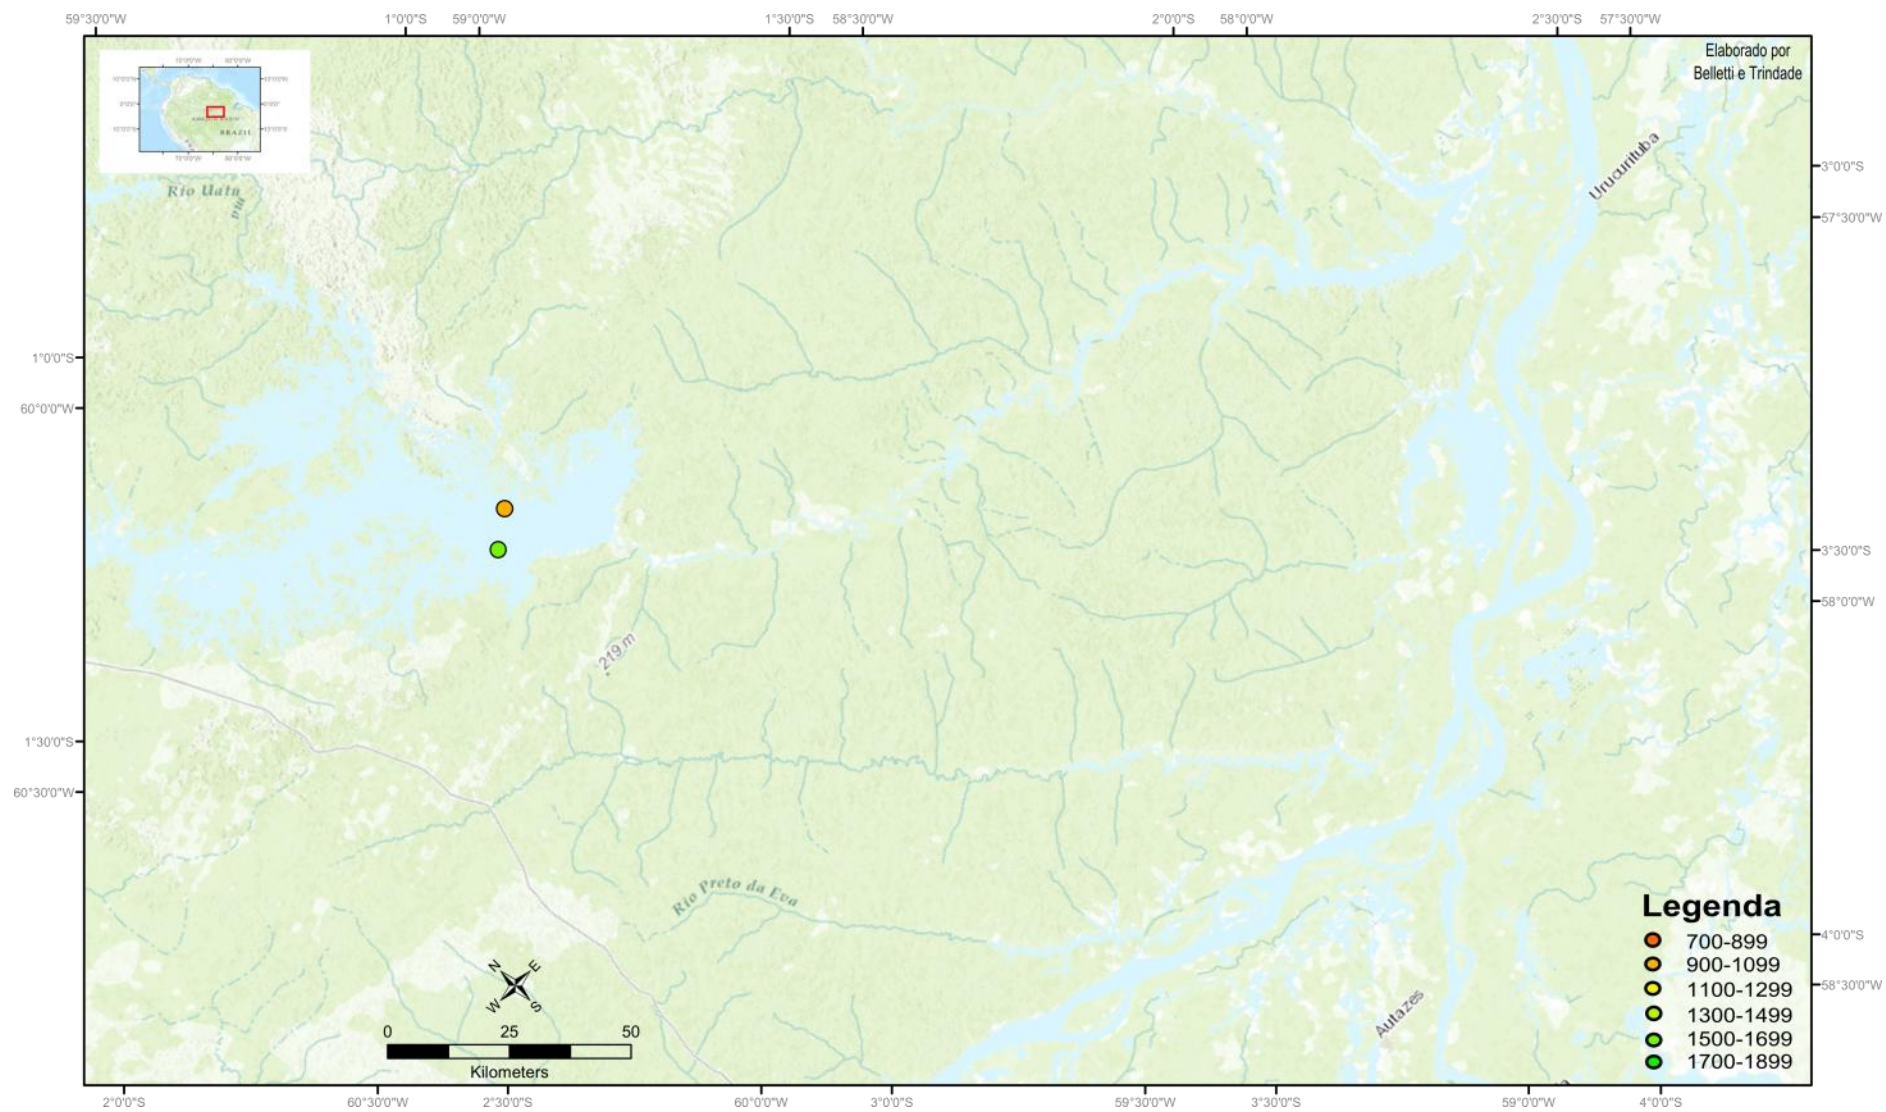 59°30'0"W 1°0'0"S 59°0'0"W 1°30'0"S 58°30'0"W 2°0'0"S 58°0'0"W 2°30'0"S 57°30'0"W
Elaborado por
Belletti e Trindade
BRAZIL
Urucurituba
3°0'0"S
Rio Uatu
mã
57°30'0"W
1°0'0"S
60°0'0"W
3°30'0"S
58°0'0"W
219 m
1°30'0"S
60°30'0"W
Rio Preto da Eva
Legenda
700-899
900-1099
1100-1299
1300-1499
1500-1699
1700-1899
4°0'0"S
58°30'0"W
N E
W S
Autazes
0 25 50
Kilometers
2°0'0"S 60°30'0"W 2°30'0"S 60°0'0"W 3°0'0"S 59°30'0"W 3°30'0"S 59°0'0"W 4°0'0"S